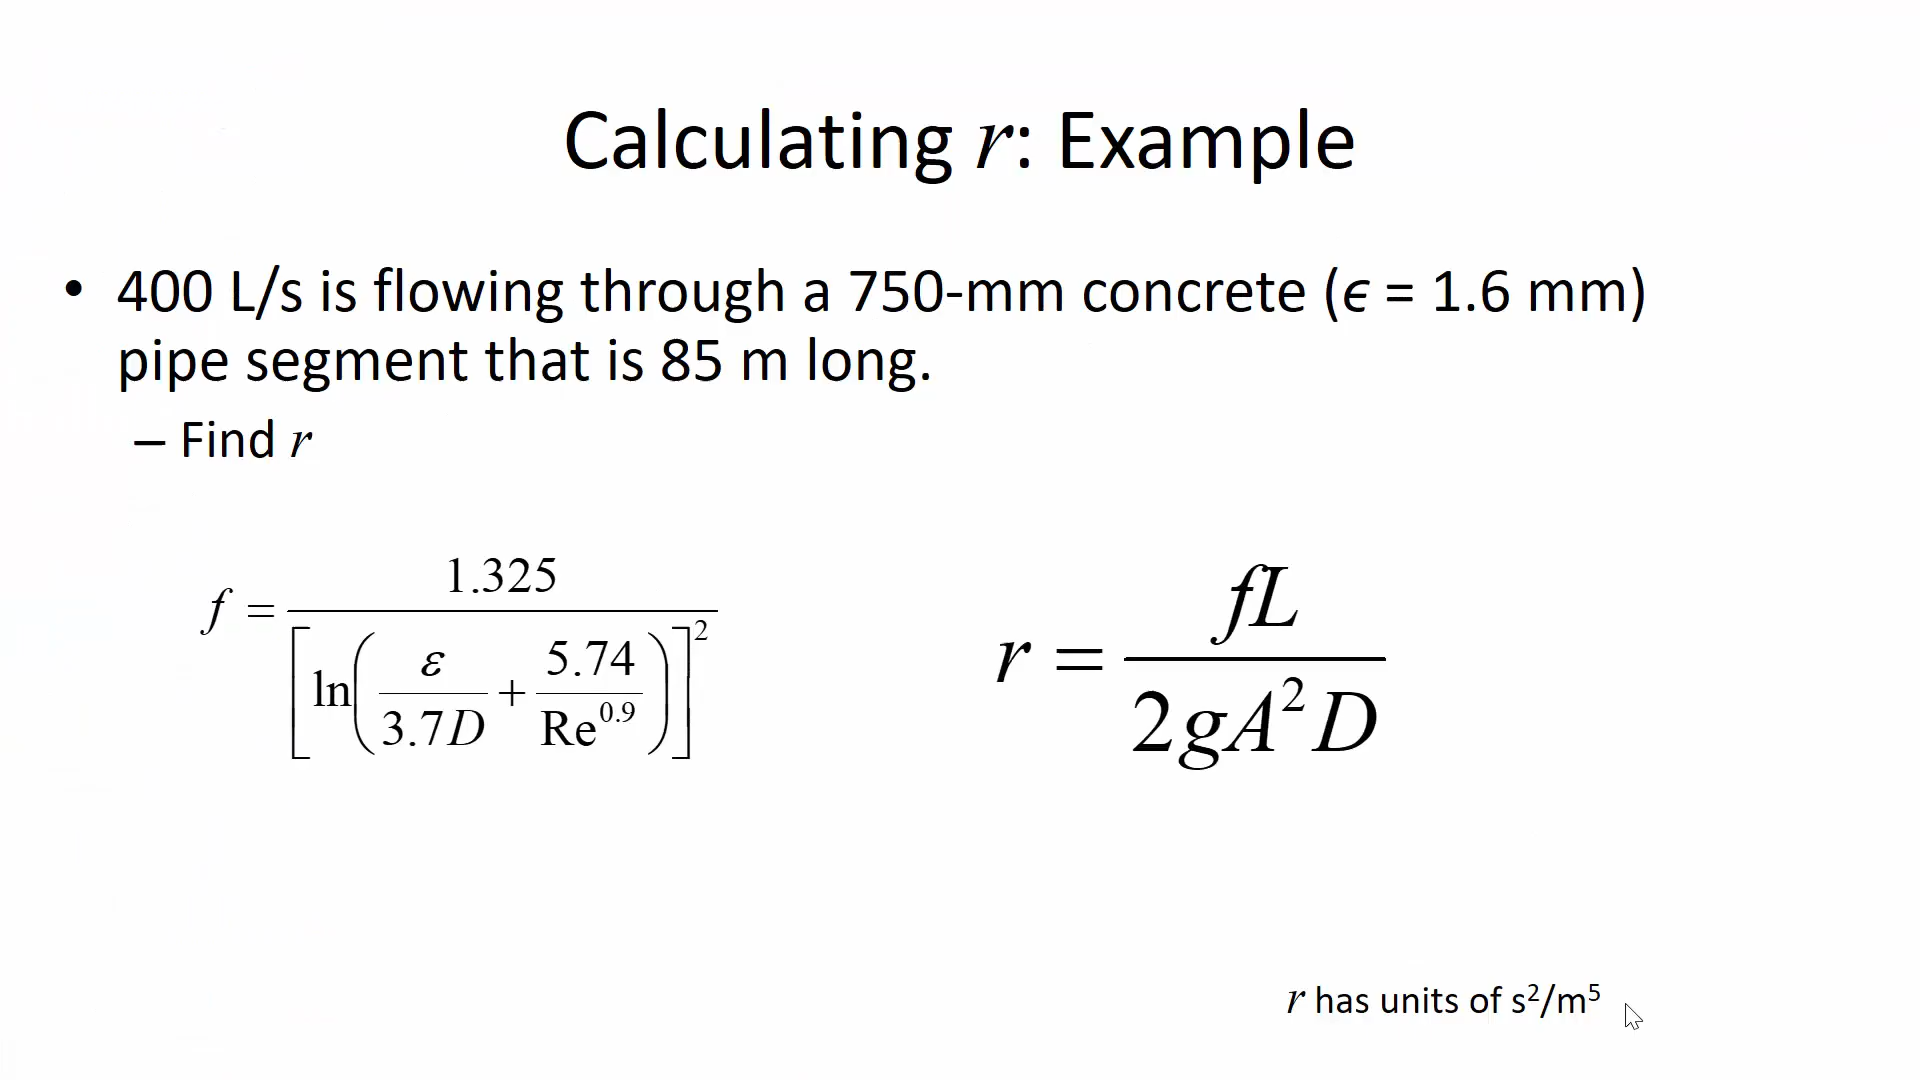 Calculating r: Example
• 400 L/s is flowing through a 750-mm concrete (ϵ = 1.6 mm)
pipe segment that is 85 m long.
– Find r
f = 1.325 / [ln(ε/3.7D + 5.74/Re^0.9)]^2
r = fL / 2gA^2D
r has units of s²/m⁵